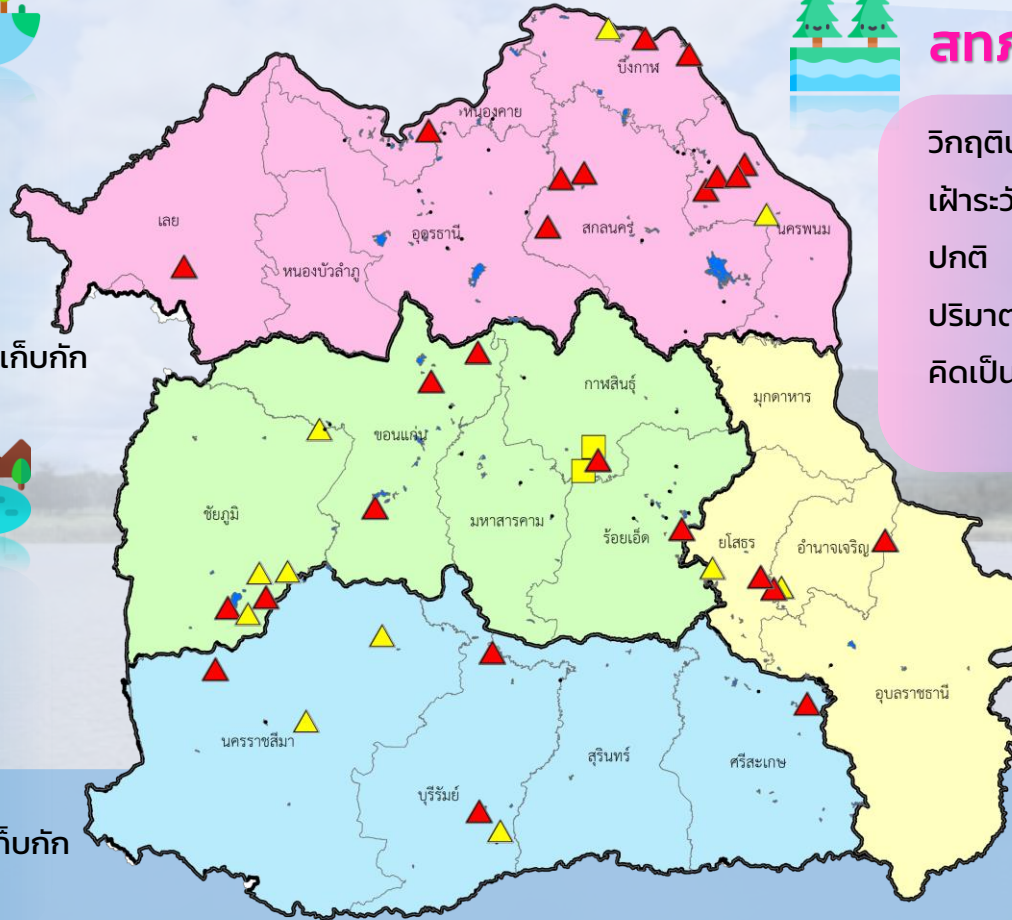 สทภ
วิกฤติ
เฝ้าระวั
ปกติ
ปริมาต
คิดเป็น
เก็บกัก
ก็บกัก
บึงกาฬ
หนองคาย
เลย
อุดรธานี
สกลนคร
นครพนม
หนองบัวลำภู
กาฬสินธุ์
มุกดาหาร
ขอนแก่น
ชัยภูมิ
มหาสารคาม
ร้อยเอ็ด
ยโสธร
อำนาจเจริญ
อุบลราชธานี
นครราชสีมา
สุรินทร์
ศรีสะเกษ
บุรีรัมย์